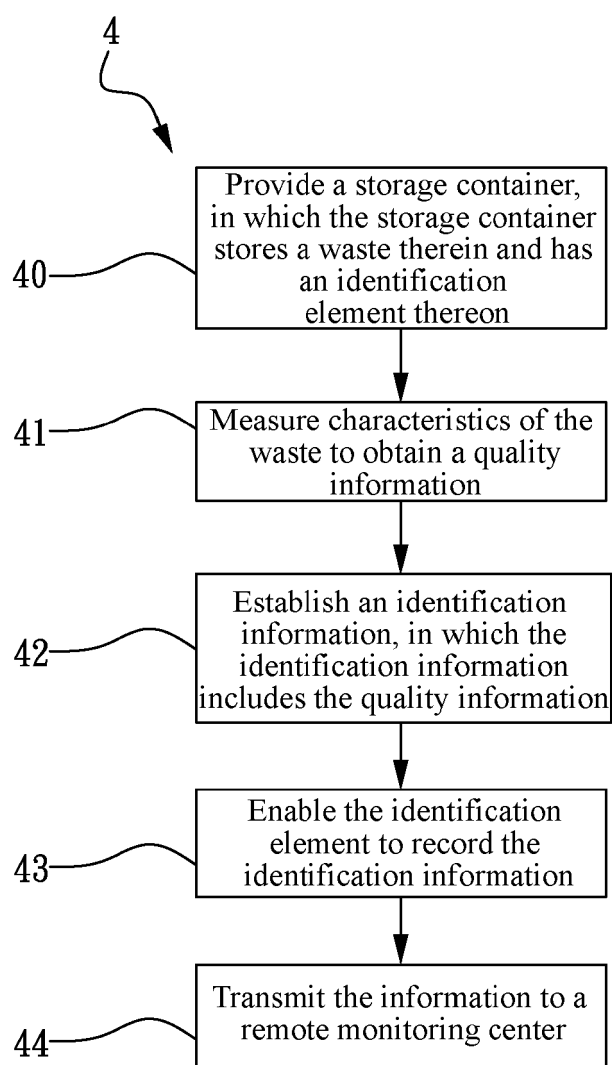 4
Provide a storage container,
in which the storage container
stores a waste therein and has
an identification
element thereon
40
Measure characteristics of the
waste to obtain a quality
information
41
Establish an identification
information, in which the
identification information
includes the quality information
42
Enable the identification
element to record the
identification information
43
Transmit the information to a
remote monitoring center
44